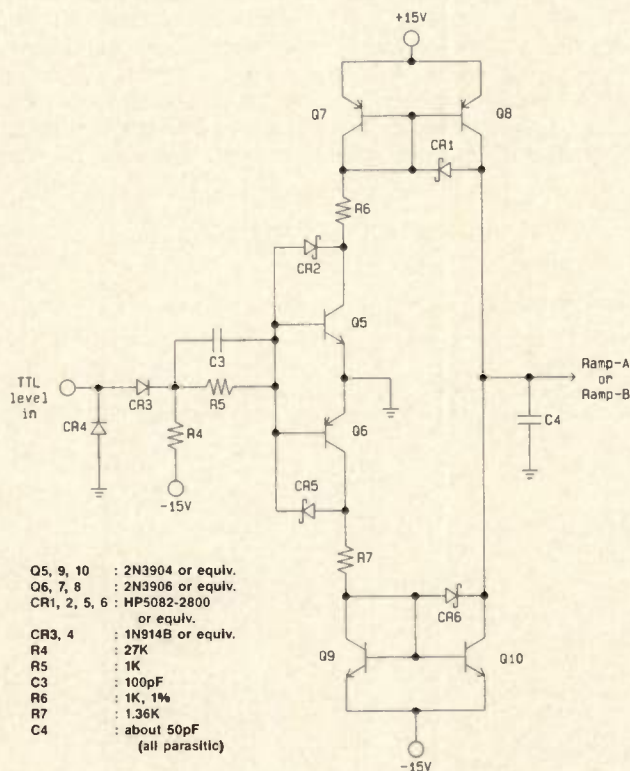 +15V
Q7
Q8
CR1
R6
CR2
Q5
C3
TTL
level
in
CR3
R5
CR4
R4
-15V
Q6
CR5
R7
Ramp-A
or
Ramp-B
C4
CR6
Q9
Q10
-15V
Q5, 9, 10 : 2N3904 or equiv.
Q6, 7, 8 : 2N3906 or equiv.
CR1, 2, 5, 6 : HP5082-2800
or equiv.
CR3, 4 : 1N914B or equiv.
R4 : 27K
R5 : 1K
C3 : 100pF
R6 : 1K, 1%
R7 : 1.36K
C4 : about 50pF
(all parasitic)